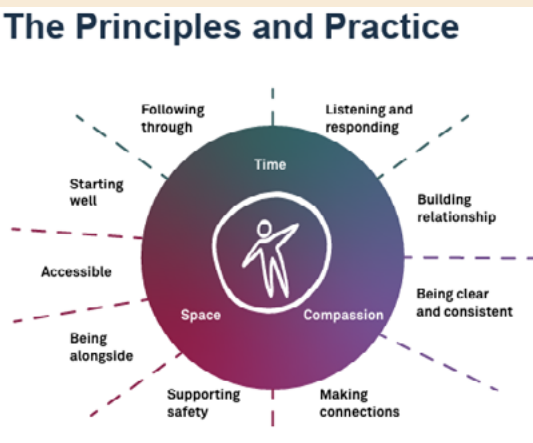 The Principles and Practice
Following
through
Listening and
responding
Time
Starting
well
Building
relationship
Accessible
Being clear
and consistent
Space
Compassion
Being
alongside
Supporting
safety
Making
connections